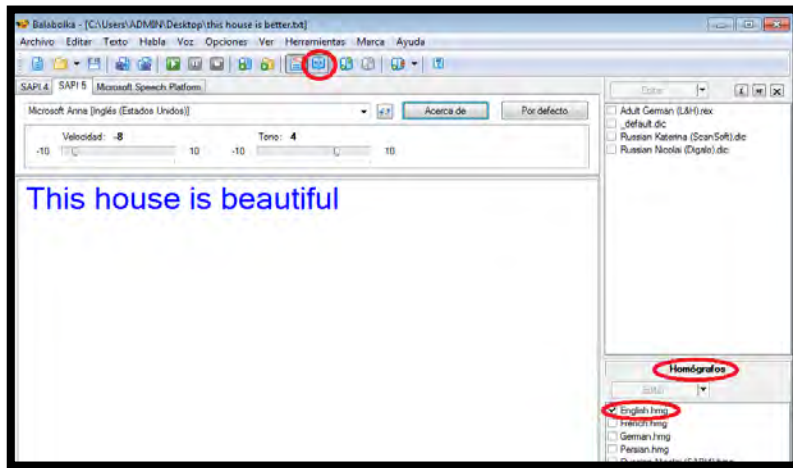 Balabolka - [C:\Users\ADMIN\Desktop\this house is better.txt]
Archivo Editar Texto Habla Voz Opciones Ver Herramientas Marca Ayuda
SAPI 4 SAPI 5 Microsoft Speech Platform
Microsoft Anna [Inglés (Estados Unidos)]
Acerca de
Por defecto
Velocidad: -8
Tono: 4
-10 10 -10 10
This house is beautiful
Adult German (L&H).rex
_default.dic
Russian Katerina (ScanSoft).dic
Russian Nicolai (Digalo).dic
Homógrafos
English.hmg
French.hmg
German.hmg
Persian.hmg